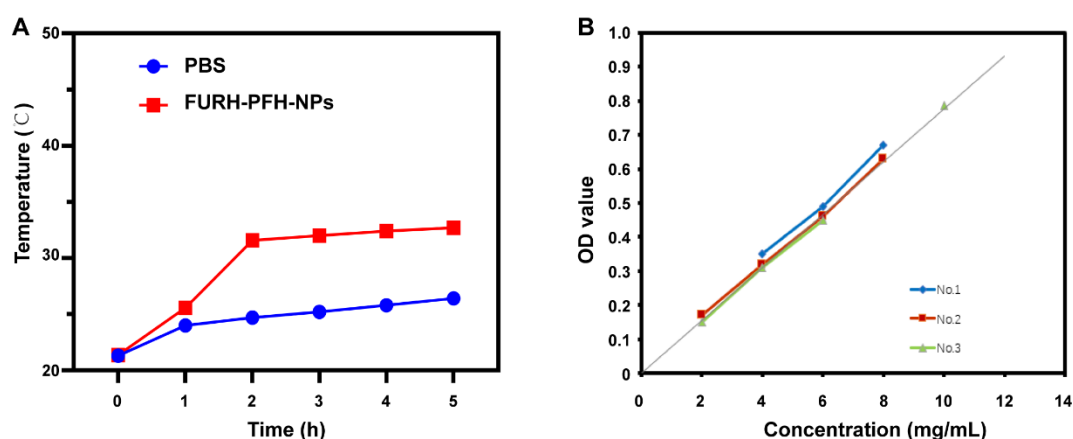 A
50
40
30
20
Temperature (℃)
PBS
FURH-PFH-NPs
0 1 2 3 4 5
Time (h)
B
1.0
0.9
0.8
0.7
0.6
0.5
0.4
0.3
0.2
0.1
0
OD value
No.1
No.2
No.3
0 2 4 6 8 10 12 14
Concentration (mg/mL)